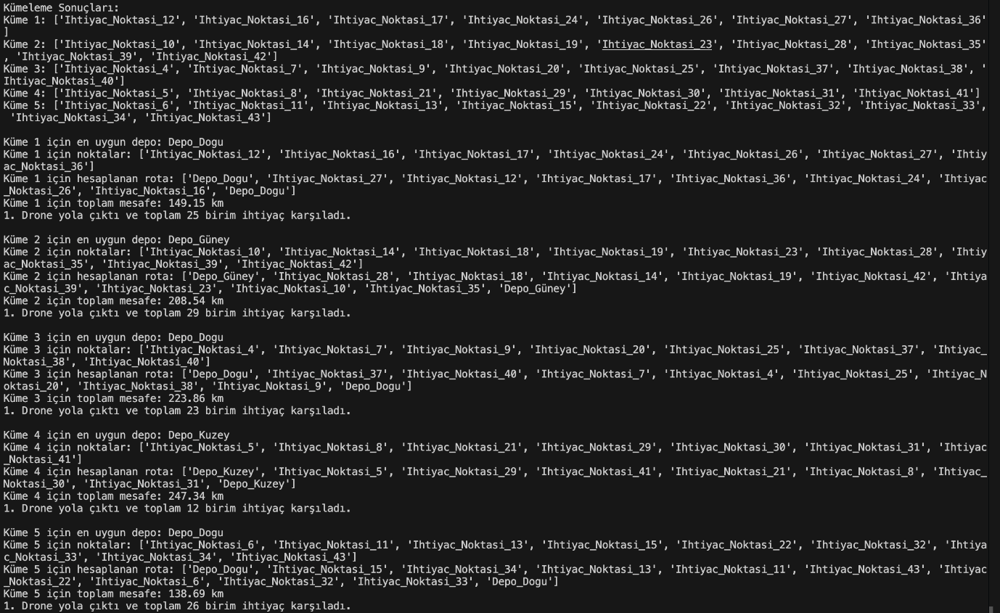 Kümeleme Sonuçları:
Küme 1: ['Ihtiyac_Noktasi_12', 'Ihtiyac_Noktasi_16', 'Ihtiyac_Noktasi_17', 'Ihtiyac_Noktasi_24', 'Ihtiyac_Noktasi_26', 'Ihtiyac_Noktasi_27', 'Ihtiyac_Noktasi_36'
]
Küme 2: ['Ihtiyac_Noktasi_10', 'Ihtiyac_Noktasi_14', 'Ihtiyac_Noktasi_18', 'Ihtiyac_Noktasi_19', 'Ihtiyac_Noktasi_23', 'Ihtiyac_Noktasi_28', 'Ihtiyac_Noktasi_35'
, 'Ihtiyac_Noktasi_39', 'Ihtiyac_Noktasi_42']
Küme 3: ['Ihtiyac_Noktasi_4', 'Ihtiyac_Noktasi_7', 'Ihtiyac_Noktasi_9', 'Ihtiyac_Noktasi_20', 'Ihtiyac_Noktasi_25', 'Ihtiyac_Noktasi_37', 'Ihtiyac_Noktasi_38', '
Ihtiyac_Noktasi_40']
Küme 4: ['Ihtiyac_Noktasi_5', 'Ihtiyac_Noktasi_8', 'Ihtiyac_Noktasi_21', 'Ihtiyac_Noktasi_29', 'Ihtiyac_Noktasi_30', 'Ihtiyac_Noktasi_31', 'Ihtiyac_Noktasi_41']
Küme 5: ['Ihtiyac_Noktasi_6', 'Ihtiyac_Noktasi_11', 'Ihtiyac_Noktasi_13', 'Ihtiyac_Noktasi_15', 'Ihtiyac_Noktasi_22', 'Ihtiyac_Noktasi_32', 'Ihtiyac_Noktasi_33',
 'Ihtiyac_Noktasi_34', 'Ihtiyac_Noktasi_43']

Küme 1 için en uygun depo: Depo_Dogu
Küme 1 için noktalar: ['Ihtiyac_Noktasi_12', 'Ihtiyac_Noktasi_16', 'Ihtiyac_Noktasi_17', 'Ihtiyac_Noktasi_24', 'Ihtiyac_Noktasi_26', 'Ihtiyac_Noktasi_27', 'Ihtiy
ac_Noktasi_36']
Küme 1 için hesaplanan rota: ['Depo_Dogu', 'Ihtiyac_Noktasi_27', 'Ihtiyac_Noktasi_12', 'Ihtiyac_Noktasi_17', 'Ihtiyac_Noktasi_36', 'Ihtiyac_Noktasi_24', 'Ihtiyac
_Noktasi_26', 'Ihtiyac_Noktasi_16', 'Depo_Dogu']
Küme 1 için toplam mesafe: 149.15 km
1. Drone yola çıktı ve toplam 25 birim ihtiyaç karşıladı.

Küme 2 için en uygun depo: Depo_Güney
Küme 2 için noktalar: ['Ihtiyac_Noktasi_10', 'Ihtiyac_Noktasi_14', 'Ihtiyac_Noktasi_18', 'Ihtiyac_Noktasi_19', 'Ihtiyac_Noktasi_23', 'Ihtiyac_Noktasi_28', 'Ihtiy
ac_Noktasi_35', 'Ihtiyac_Noktasi_39', 'Ihtiyac_Noktasi_42']
Küme 2 için hesaplanan rota: ['Depo_Güney', 'Ihtiyac_Noktasi_28', 'Ihtiyac_Noktasi_18', 'Ihtiyac_Noktasi_14', 'Ihtiyac_Noktasi_19', 'Ihtiyac_Noktasi_42', 'Ihtiya
c_Noktasi_39', 'Ihtiyac_Noktasi_23', 'Ihtiyac_Noktasi_10', 'Ihtiyac_Noktasi_35', 'Depo_Güney']
Küme 2 için toplam mesafe: 208.54 km
1. Drone yola çıktı ve toplam 29 birim ihtiyaç karşıladı.

Küme 3 için en uygun depo: Depo_Dogu
Küme 3 için noktalar: ['Ihtiyac_Noktasi_4', 'Ihtiyac_Noktasi_7', 'Ihtiyac_Noktasi_9', 'Ihtiyac_Noktasi_20', 'Ihtiyac_Noktasi_25', 'Ihtiyac_Noktasi_37', 'Ihtiyac_
Noktasi_38', 'Ihtiyac_Noktasi_40']
Küme 3 için hesaplanan rota: ['Depo_Dogu', 'Ihtiyac_Noktasi_37', 'Ihtiyac_Noktasi_40', 'Ihtiyac_Noktasi_7', 'Ihtiyac_Noktasi_4', 'Ihtiyac_Noktasi_25', 'Ihtiyac_N
oktasi_20', 'Ihtiyac_Noktasi_38', 'Ihtiyac_Noktasi_9', 'Depo_Dogu']
Küme 3 için toplam mesafe: 223.86 km
1. Drone yola çıktı ve toplam 23 birim ihtiyaç karşıladı.

Küme 4 için en uygun depo: Depo_Kuzey
Küme 4 için noktalar: ['Ihtiyac_Noktasi_5', 'Ihtiyac_Noktasi_8', 'Ihtiyac_Noktasi_21', 'Ihtiyac_Noktasi_29', 'Ihtiyac_Noktasi_30', 'Ihtiyac_Noktasi_31', 'Ihtiyac
_Noktasi_41']
Küme 4 için hesaplanan rota: ['Depo_Kuzey', 'Ihtiyac_Noktasi_5', 'Ihtiyac_Noktasi_29', 'Ihtiyac_Noktasi_41', 'Ihtiyac_Noktasi_21', 'Ihtiyac_Noktasi_8', 'Ihtiyac_
Noktasi_30', 'Ihtiyac_Noktasi_31', 'Depo_Kuzey']
Küme 4 için toplam mesafe: 247.34 km
1. Drone yola çıktı ve toplam 12 birim ihtiyaç karşıladı.

Küme 5 için en uygun depo: Depo_Dogu
Küme 5 için noktalar: ['Ihtiyac_Noktasi_6', 'Ihtiyac_Noktasi_11', 'Ihtiyac_Noktasi_13', 'Ihtiyac_Noktasi_15', 'Ihtiyac_Noktasi_22', 'Ihtiyac_Noktasi_32', 'Ihtiya
c_Noktasi_33', 'Ihtiyac_Noktasi_34', 'Ihtiyac_Noktasi_43']
Küme 5 için hesaplanan rota: ['Depo_Dogu', 'Ihtiyac_Noktasi_15', 'Ihtiyac_Noktasi_34', 'Ihtiyac_Noktasi_13', 'Ihtiyac_Noktasi_11', 'Ihtiyac_Noktasi_43', 'Ihtiyac
_Noktasi_22', 'Ihtiyac_Noktasi_6', 'Ihtiyac_Noktasi_32', 'Ihtiyac_Noktasi_33', 'Depo_Dogu']
Küme 5 için toplam mesafe: 138.69 km
1. Drone yola çıktı ve toplam 26 birim ihtiyaç karşıladı.